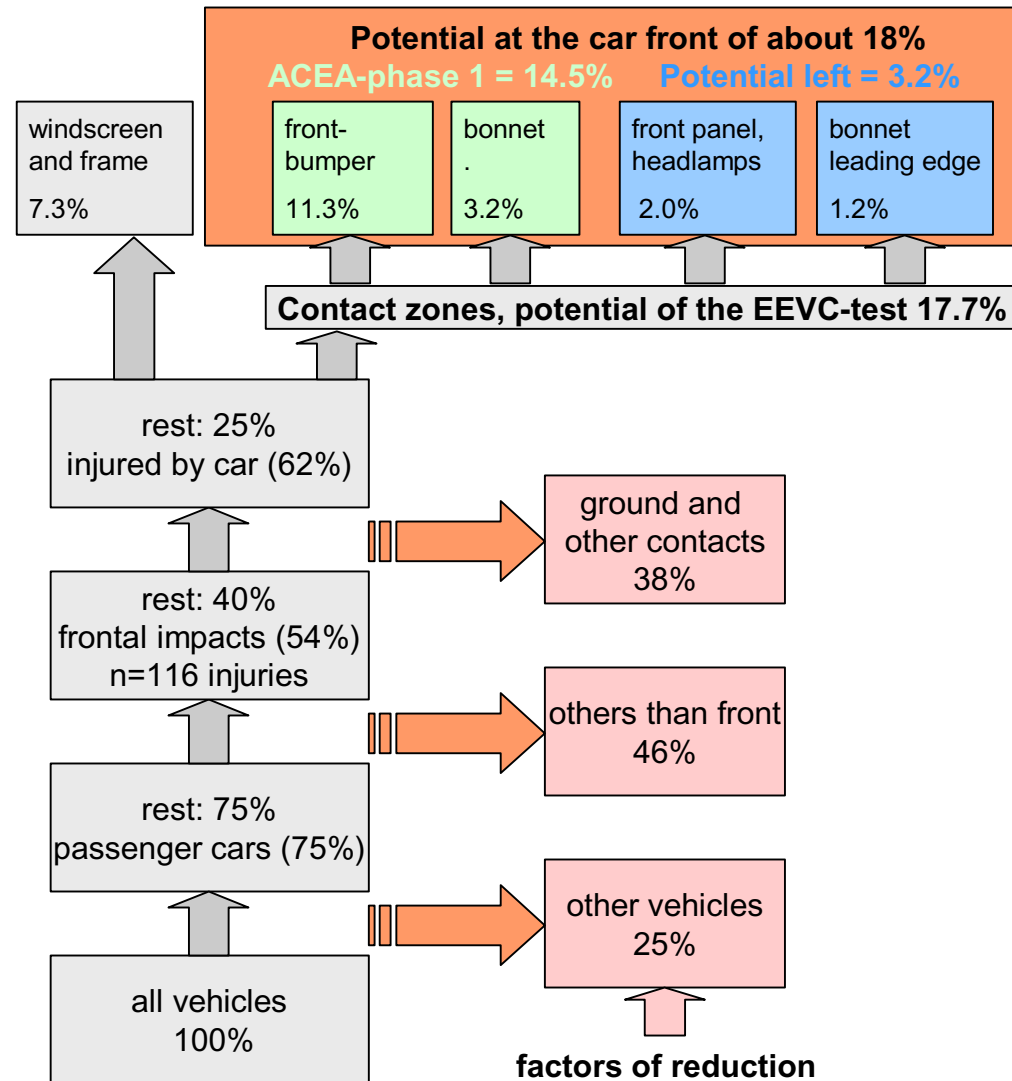 Potential at the car front of about 18%
ACEA-phase 1 = 14.5%
Potential left = 3.2%
windscreen
and frame
7.3%
front-
bumper
11.3%
bonnet
.
3.2%
front panel,
headlamps
2.0%
bonnet
leading edge
1.2%
Contact zones, potential of the EEVC-test 17.7%
rest: 25%
injured by car (62%)
ground and
other contacts
38%
rest: 40%
frontal impacts (54%)
n=116 injuries
others than front
46%
rest: 75%
passenger cars (75%)
other vehicles
25%
all vehicles
100%
factors of reduction